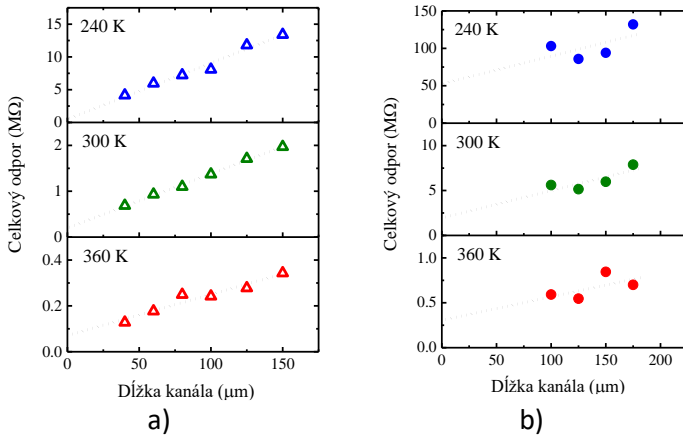 Celkový odpor (MΩ)
240 K
15
10
5
0
300 K
2
1
0
360 K
0.4
0.2
0.0
0 50 100 150
Dĺžka kanála (μm)
a)
Celkový odpor (MΩ)
240 K
150
100
50
0
300 K
10
5
0
360 K
1.0
0.5
0.0
0 50 100 150 200
Dĺžka kanála (μm)
b)